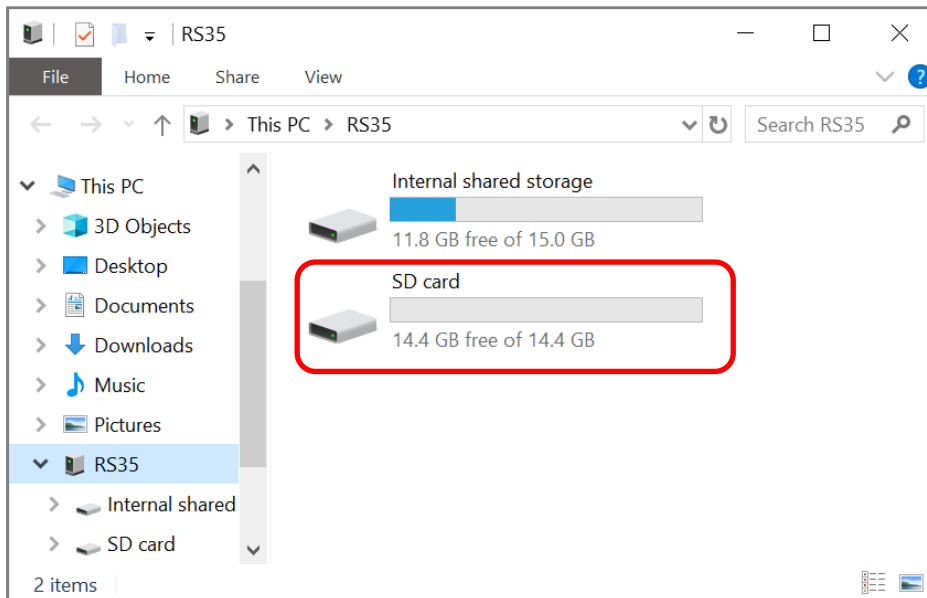 RS35
File Home Share View ?
This PC > RS35
Search RS35
This PC
3D Objects
Desktop
Documents
Downloads
Music
Pictures
RS35
Internal shared
SD card
Internal shared storage
11.8 GB free of 15.0 GB
SD card
14.4 GB free of 14.4 GB
2 items